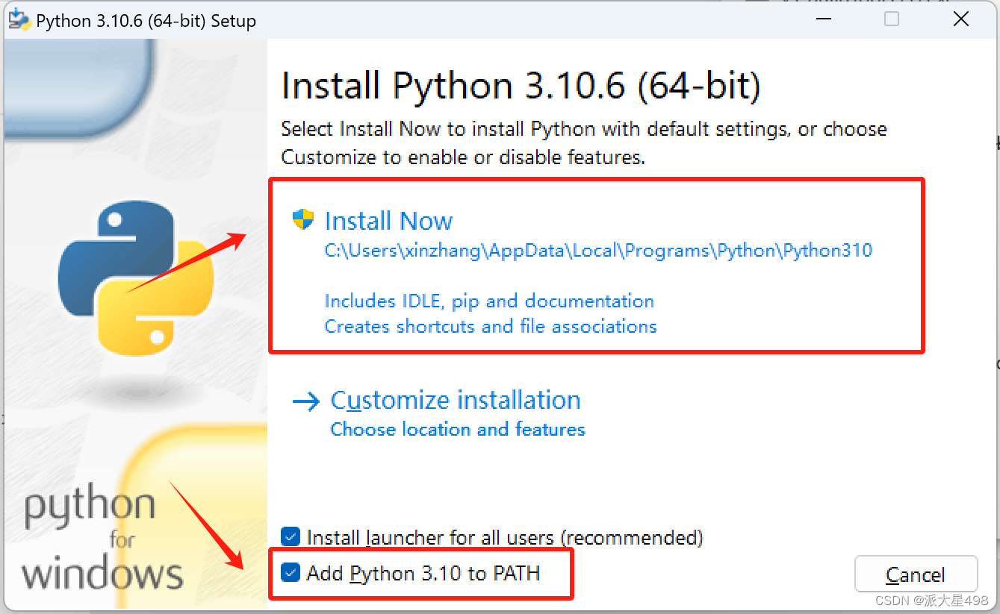 Python 3.10.6 (64-bit) Setup
Install Python 3.10.6 (64-bit)
Select Install Now to install Python with default settings, or choose
Customize to enable or disable features.
Install Now
C:\Users\xinzhang\AppData\Local\Programs\Python\Python310
Includes IDLE, pip and documentation
Creates shortcuts and file associations
Customize installation
Choose location and features
python
for
windows
Install launcher for all users (recommended)
Add Python 3.10 to PATH
Cancel
CSDN @派大星498